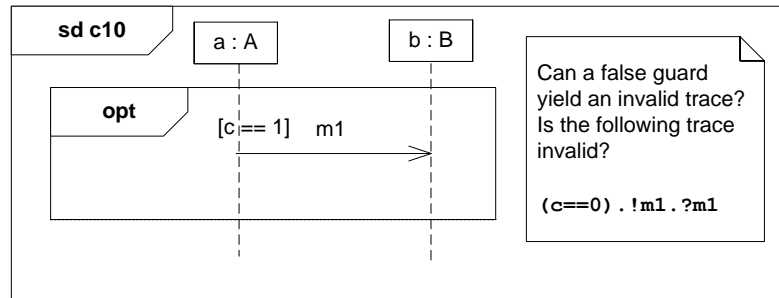 sd c10
a : A
b : B
opt
[c == 1] m1
Can a false guard
yield an invalid trace?
Is the following trace
invalid?
(c==0).!m1.?m1